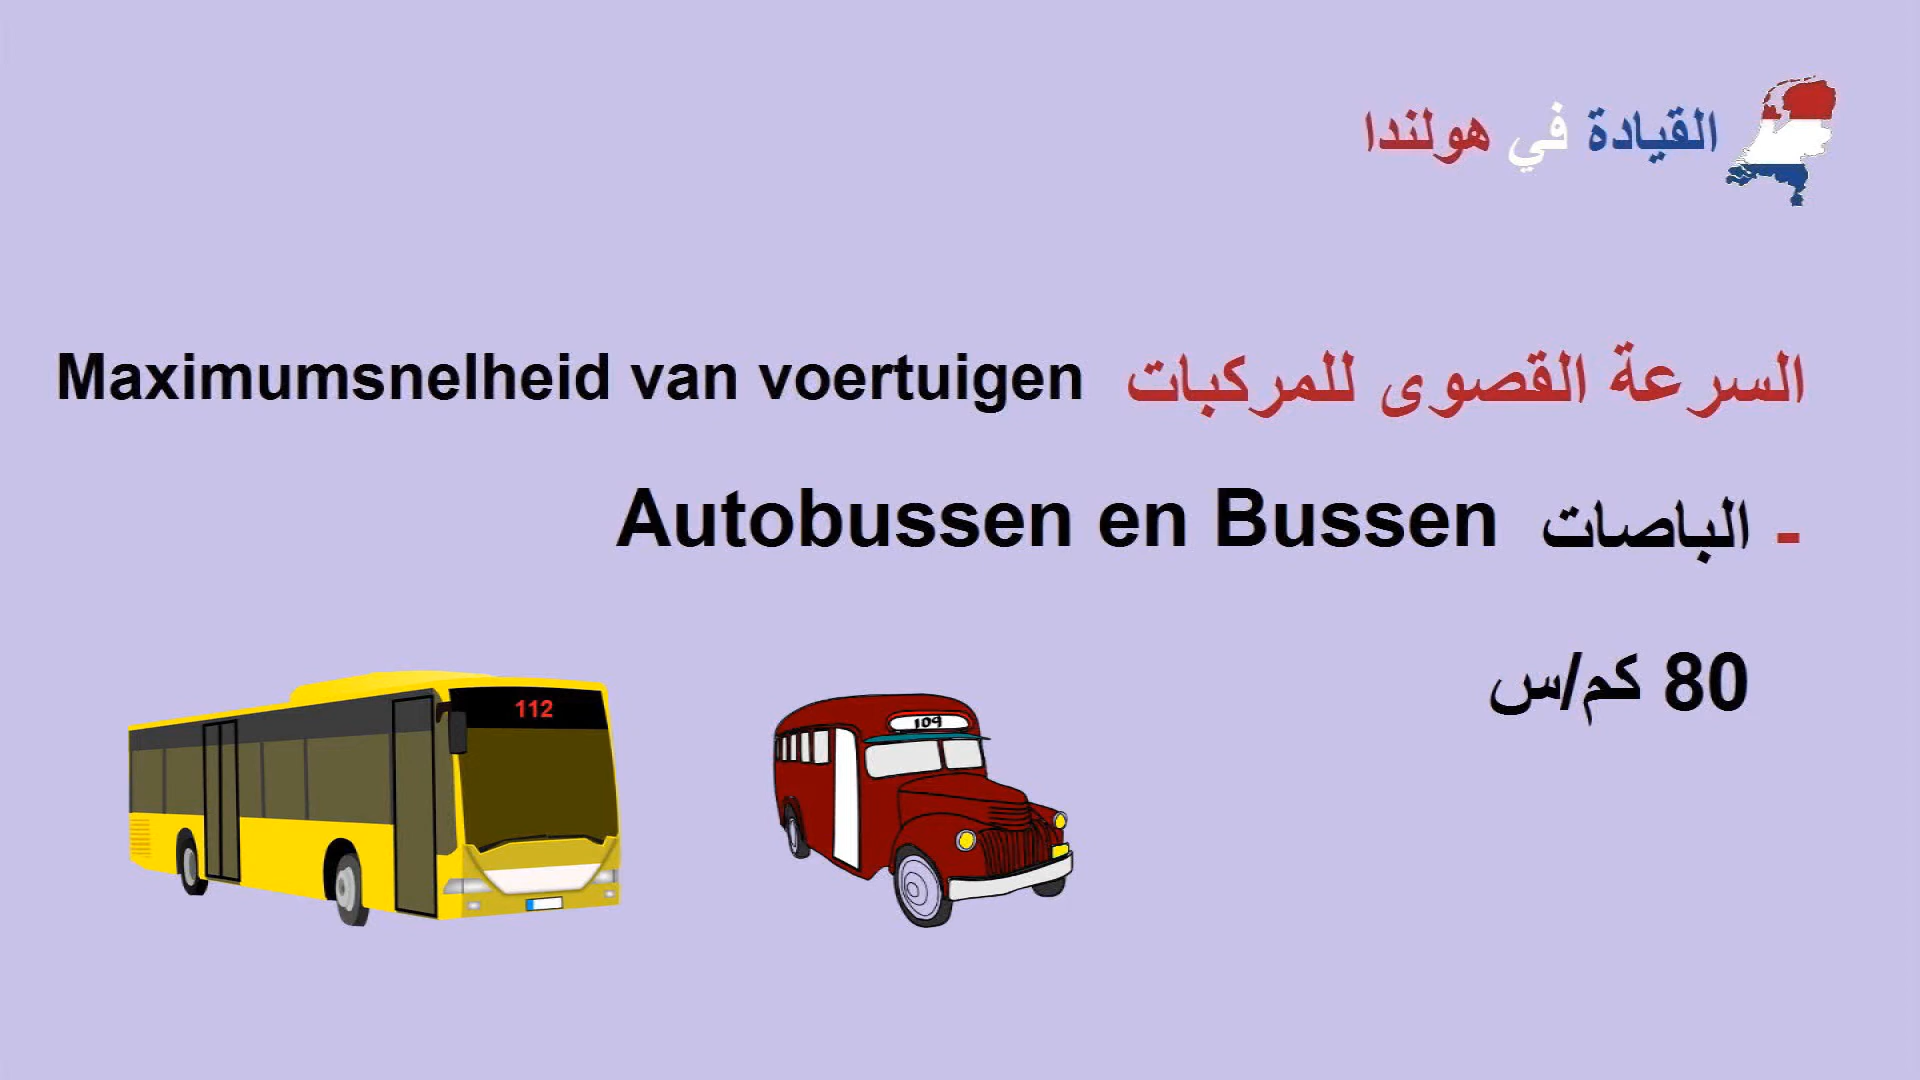 القيادة في هولندا
السرعة القصوى للمركبات Maximumsnelheid van voertuigen
- الباصات Autobussen en Bussen
80 كم/س
112
109